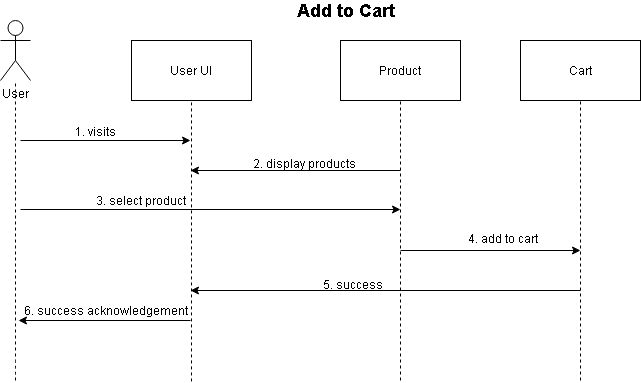 Add to Cart
User UI
Product
Cart
User
1. visits
2. display products
3. select product
4. add to cart
5. success
6. success acknowledgement